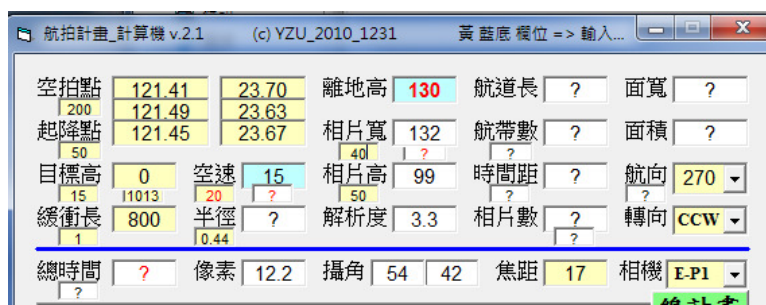 航拍計畫_計算機 v.2.1 (c) YZU_2010_1231 黃 藍底 欄位 => 輸入...
空拍點 121.41 23.70 離地高 130 航道長 ? 面寬 ?
200 121.49 23.63
起降點 121.45 23.67 相片寬 132 航帶數 ? 面積 ?
50 40 ? ?
目標高 0 空速 15 相片高 99 時間距 ? 航向 270
15 I1013 20 ? 50 ? ?
緩衝長 800 半徑 ? 解析度 3.3 相片數 ? 轉向 CCW
1 0.44 ?
總時間 ? 像素 12.2 攝角 54 42 焦距 17 相機 E-P1
?